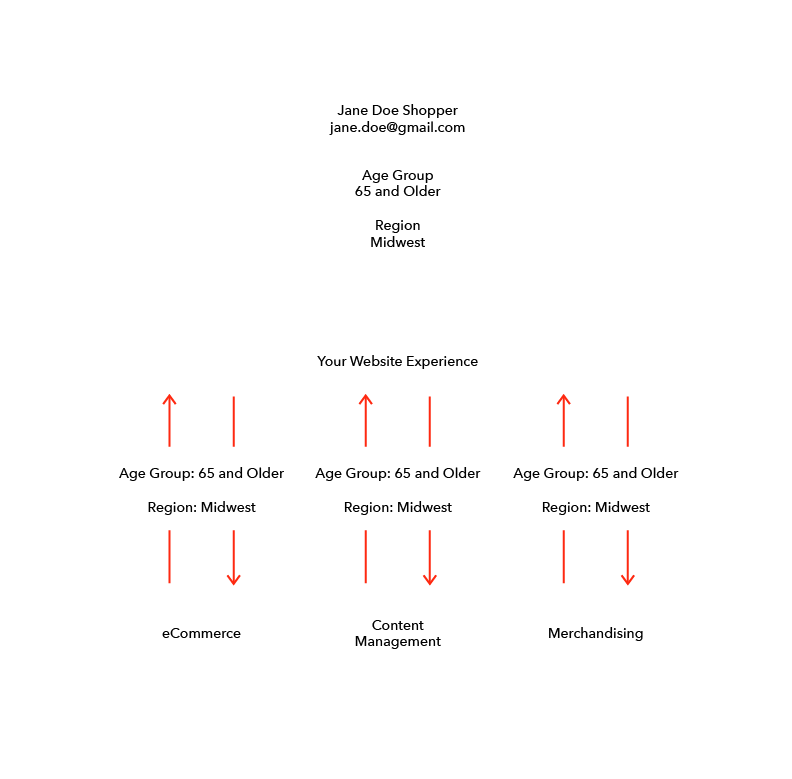 Jane Doe Shopper
jane.doe@gmail.com
Age Group
65 and Older
Region
Midwest
Your Website Experience
Age Group: 65 and Older
Region: Midwest
Age Group: 65 and Older
Region: Midwest
Age Group: 65 and Older
Region: Midwest
eCommerce
Content
Management
Merchandising